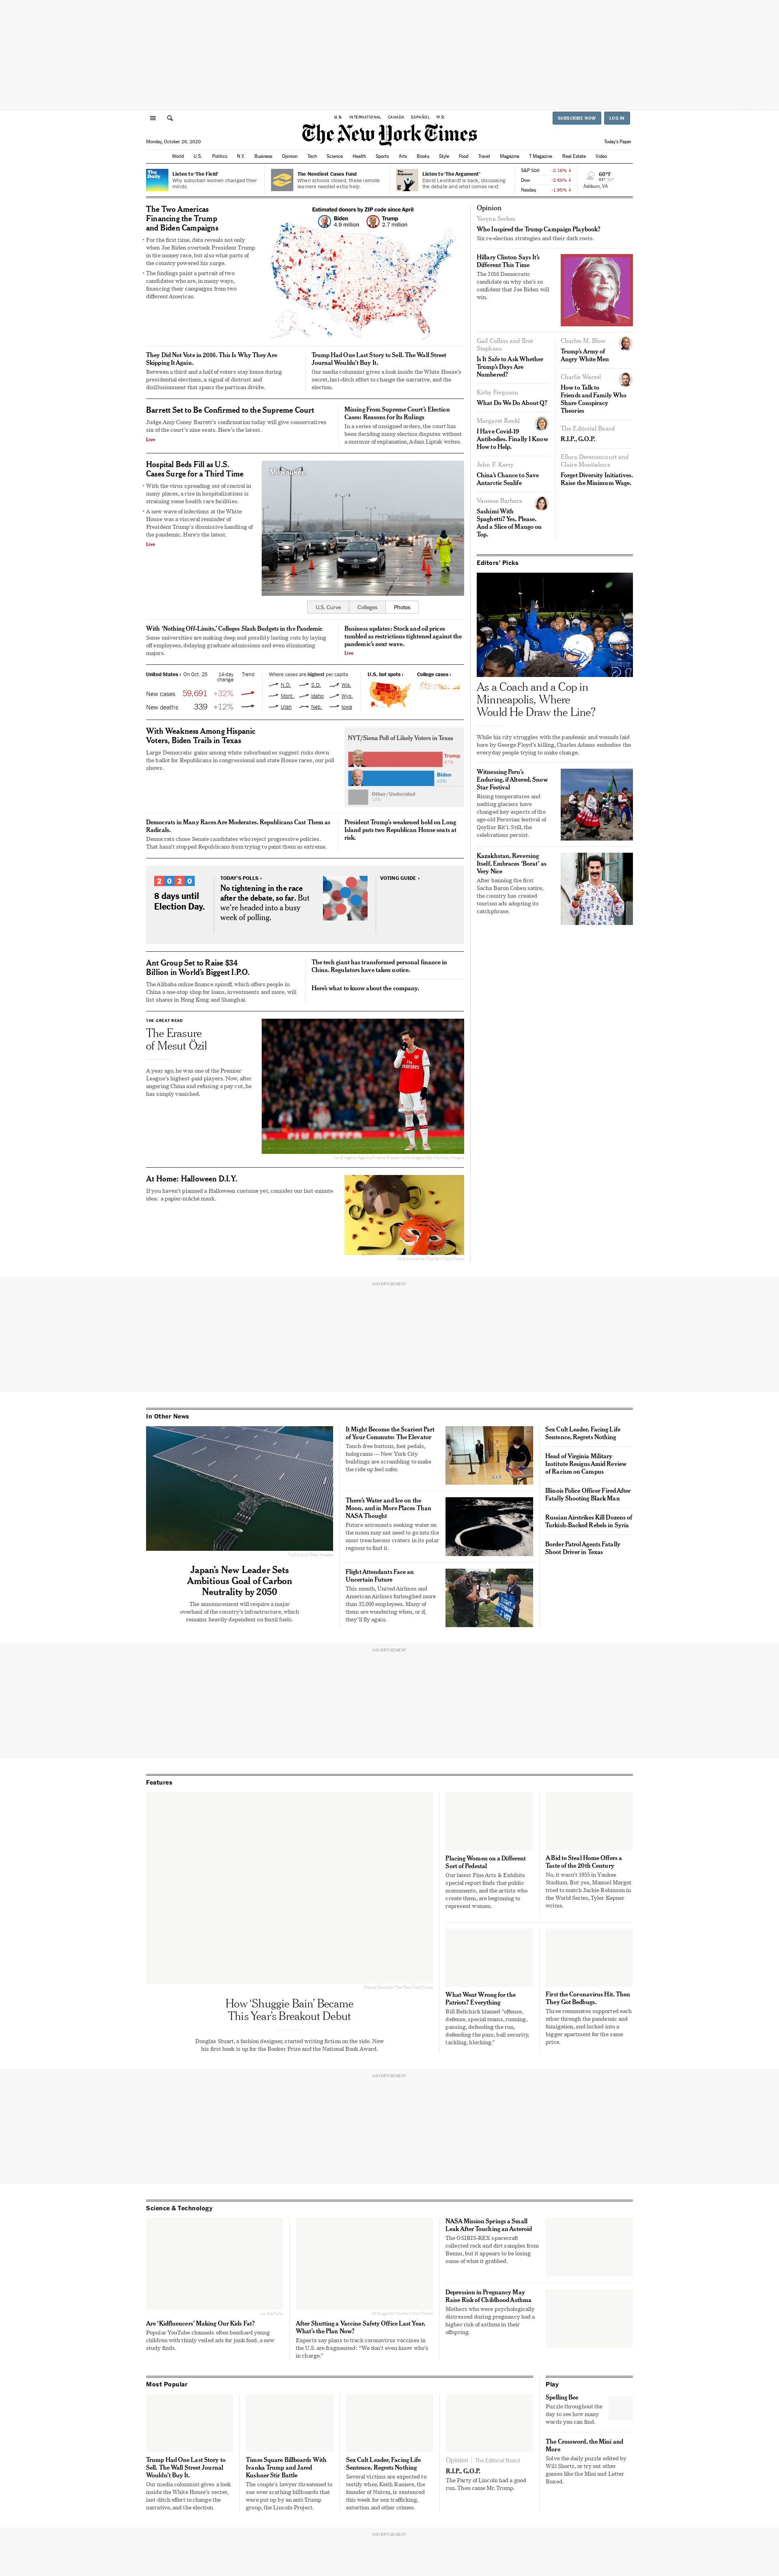 U.S. INTERNATIONAL CANADA ESPAÑOL 中文
SUBSCRIBE NOW LOG IN
The New York Times
Monday, October 26, 2020
Today's Paper
World U.S. Politics N.Y. Business Opinion Tech Science Health Sports Arts Books Style Food Travel Magazine T Magazine Real Estate Video
The Daily
Listen to ‘The Field’
Why suburban women changed their
minds.
The Neediest Cases Fund
When schools closed, these remote
learners needed extra help.
Listen to ‘The Argument’
David Leonhardt is back, discussing
the debate and what comes next.
S&P 500 -2.16%
Dow -2.69%
Nasdaq -1.95%
60°F
Ashburn, VA
The Two Americas
Financing the Trump
and Biden Campaigns
• For the first time, data reveals not only
when Joe Biden overtook President Trump
in the money race, but also what parts of
the country powered his surge.
• The findings paint a portrait of two
candidates who are, in many ways,
financing their campaigns from two
different Americas.
Estimated donors by ZIP code since April
Biden
4.9 million
Trump
2.7 million
They Did Not Vote in 2016. This Is Why They Are
Skipping It Again.
Between a third and a half of voters stay home during
presidential elections, a signal of distrust and
disillusionment that spans the partisan divide.
Trump Had One Last Story to Sell. The Wall Street
Journal Wouldn’t Buy It.
Our media columnist gives a look inside the White House’s
secret, last-ditch effort to change the narrative, and the
election.
Barrett Set to Be Confirmed to the Supreme Court
Judge Amy Coney Barrett’s confirmation today will give conservatives
six of the court’s nine seats. Here’s the latest.
Live
Missing From Supreme Court’s Election
Cases: Reasons for Its Rulings
In a series of unsigned orders, the court has
been deciding many election disputes without
a murmur of explanation, Adam Liptak writes.
Hospital Beds Fill as U.S.
Cases Surge for a Third Time
• With the virus spreading out of control in
many places, a rise in hospitalizations is
straining some health care facilities.
• A new wave of infections at the White
House was a visceral reminder of
President Trump’s dismissive handling of
the pandemic. Here’s the latest.
Live
Milwaukee
U.S. Curve Colleges Photos
With ‘Nothing Off-Limits,’ Colleges Slash Budgets in the Pandemic
Some universities are making deep and possibly lasting cuts by laying
off employees, delaying graduate admissions and even eliminating
majors.
Business updates: Stock and oil prices
tumbled as restrictions tightened against the
pandemic’s next wave.
Live
United States › On Oct. 25 14-day
change Trend
New cases 59,691 +32%
New deaths 339 +12%
Where cases are highest per capita
N.D. S.D. Wis.
Mont. Idaho Wyo.
Utah Neb. Iowa
U.S. hot spots ›
College cases ›
With Weakness Among Hispanic
Voters, Biden Trails in Texas
Large Democratic gains among white suburbanites suggest risks down
the ballot for Republicans in congressional and state House races, our poll
shows.
NYT/Siena Poll of Likely Voters in Texas
Trump
47%
Biden
43%
Other/Undecided
10%
Democrats in Many Races Are Moderates. Republicans Cast Them as
Radicals.
Democrats chose Senate candidates who reject progressive policies.
That hasn’t stopped Republicans from trying to paint them as extreme.
President Trump’s weakened hold on Long
Island puts two Republican House seats at
risk.
2020
8 days until
Election Day.
TODAY’S POLLS ›
No tightening in the race
after the debate, so far. But
we’re headed into a busy
week of polling.
VOTING GUIDE ›
Ant Group Set to Raise $34
Billion in World’s Biggest I.P.O.
The Alibaba online finance spinoff, which offers people in
China a one-stop shop for loans, investments and more, will
list shares in Hong Kong and Shanghai.
The tech giant has transformed personal finance in
China. Regulators have taken notice.
Here’s what to know about the company.
THE GREAT READ
The Erasure
of Mesut Özil
A year ago, he was one of the Premier
League’s highest-paid players. Now, after
angering China and refusing a pay cut, he
has simply vanished.
At Home: Halloween D.I.Y.
If you haven’t planned a Halloween costume yet, consider our last-minute
idea: a papier-mâché mask.
Opinion
Yaryna Serkez
Who Inspired the Trump Campaign Playbook?
Six re-election strategies and their dark roots.
Hillary Clinton Says It’s
Different This Time
The 2016 Democratic
candidate on why she’s so
confident that Joe Biden will
win.
Gail Collins and Bret
Stephens
Is It Safe to Ask Whether
Trump’s Days Are
Numbered?
Kirby Ferguson
What Do We Do About Q?
Margaret Renkl
I Have Covid-19
Antibodies. Finally I Know
How to Help.
John F. Kerry
China’s Chance to Save
Antarctic Sealife
Vanessa Barbara
Sashimi With
Spaghetti? Yes, Please.
And a Slice of Mango on
Top.
Charles M. Blow
Trump’s Army of
Angry White Men
Charlie Warzel
How to Talk to
Friends and Family Who
Share Conspiracy
Theories
The Editorial Board
R.I.P., G.O.P.
Ellora Derenoncourt and
Claire Montialoux
Forget Diversity Initiatives.
Raise the Minimum Wage.
Editors’ Picks
As a Coach and a Cop in
Minneapolis, Where
Would He Draw the Line?
While his city struggles with the pandemic and wounds laid
bare by George Floyd’s killing, Charles Adams embodies the
everyday people trying to make change.
Witnessing Peru’s
Enduring, if Altered, Snow
Star Festival
Rising temperatures and
melting glaciers have
changed key aspects of the
age-old Peruvian festival of
Qoyllur Rit’i. Still, the
celebrations persist.
Kazakhstan, Reversing
Itself, Embraces ‘Borat’ as
Very Nice
After banning the first
Sacha Baron Cohen satire,
the country has created
tourism ads adopting its
catchphrase.
ADVERTISEMENT
In Other News
Japan’s New Leader Sets
Ambitious Goal of Carbon
Neutrality by 2050
The announcement will require a major
overhaul of the country’s infrastructure, which
remains heavily dependent on fossil fuels.
It Might Become the Scariest Part
of Your Commute: The Elevator
Touch-free buttons, foot pedals,
holograms — New York City
buildings are scrambling to make
the ride up feel safer.
There’s Water and Ice on the
Moon, and in More Places Than
NASA Thought
Future astronauts seeking water on
the moon may not need to go into the
most treacherous craters in its polar
regions to find it.
Flight Attendants Face an
Uncertain Future
This month, United Airlines and
American Airlines furloughed more
than 32,000 employees. Many of
them are wondering when, or if,
they’ll fly again.
Sex Cult Leader, Facing Life
Sentence, Regrets Nothing
Head of Virginia Military
Institute Resigns Amid Review
of Racism on Campus
Illinois Police Officer Fired After
Fatally Shooting Black Man
Russian Airstrikes Kill Dozens of
Turkish-Backed Rebels in Syria
Border Patrol Agents Fatally
Shoot Driver in Texas
ADVERTISEMENT
Features
How ‘Shuggie Bain’ Became
This Year’s Breakout Debut
Douglas Stuart, a fashion designer, started writing fiction on the side. Now
his first book is up for the Booker Prize and the National Book Award.
Placing Women on a Different
Sort of Pedestal
Our latest Fine Arts & Exhibits
special report finds that public
monuments, and the artists who
create them, are beginning to
represent women.
A Bid to Steal Home Offers a
Taste of the 20th Century
No, it wasn’t 1955 in Yankee
Stadium. But yes, Manuel Margot
tried to match Jackie Robinson in
the World Series, Tyler Kepner
writes.
What Went Wrong for the
Patriots? Everything
Bill Belichick blamed “offense,
defense, special teams, running,
passing, defending the run,
defending the pass, ball security,
tackling, blocking.”
First the Coronavirus Hit. Then
They Got Bedbugs.
Three roommates supported each
other through the pandemic and
fumigation, and lucked into a
bigger apartment for the same
price.
ADVERTISEMENT
Science & Technology
Are ‘Kidfluencers’ Making Our Kids Fat?
Popular YouTube channels often bombard young
children with thinly veiled ads for junk food, a new
study finds.
After Shutting a Vaccine Safety Office Last Year,
What’s the Plan Now?
Experts say plans to track coronavirus vaccines in
the U.S. are fragmented: “We don’t even know who’s
in charge.”
NASA Mission Springs a Small
Leak After Touching an Asteroid
The OSIRIS-REX spacecraft
collected rock and dirt samples from
Bennu, but it appears to be losing
some of what it grabbed.
Depression in Pregnancy May
Raise Risk of Childhood Asthma
Mothers who were psychologically
distressed during pregnancy had a
higher risk of asthma in their
offspring.
Most Popular
Trump Had One Last Story to
Sell. The Wall Street Journal
Wouldn’t Buy It.
Our media columnist gives a look
inside the White House’s secret,
last-ditch effort to change the
narrative, and the election.
Times Square Billboards With
Ivanka Trump and Jared
Kushner Stir Battle
The couple’s lawyer threatened to
sue over scathing billboards that
were put up by an anti-Trump
group, the Lincoln Project.
Sex Cult Leader, Facing Life
Sentence, Regrets Nothing
Several victims are expected to
testify when Keith Raniere, the
founder of Nxivm, is sentenced
this week for sex trafficking,
extortion and other crimes.
Opinion | The Editorial Board
R.I.P., G.O.P.
The Party of Lincoln had a good
run. Then came Mr. Trump.
Play
Spelling Bee
Puzzle throughout the
day to see how many
words you can find.
The Crossword, the Mini and
More
Solve the daily puzzle edited by
Will Shortz, or try out other
games like the Mini and Letter
Boxed.
ADVERTISEMENT